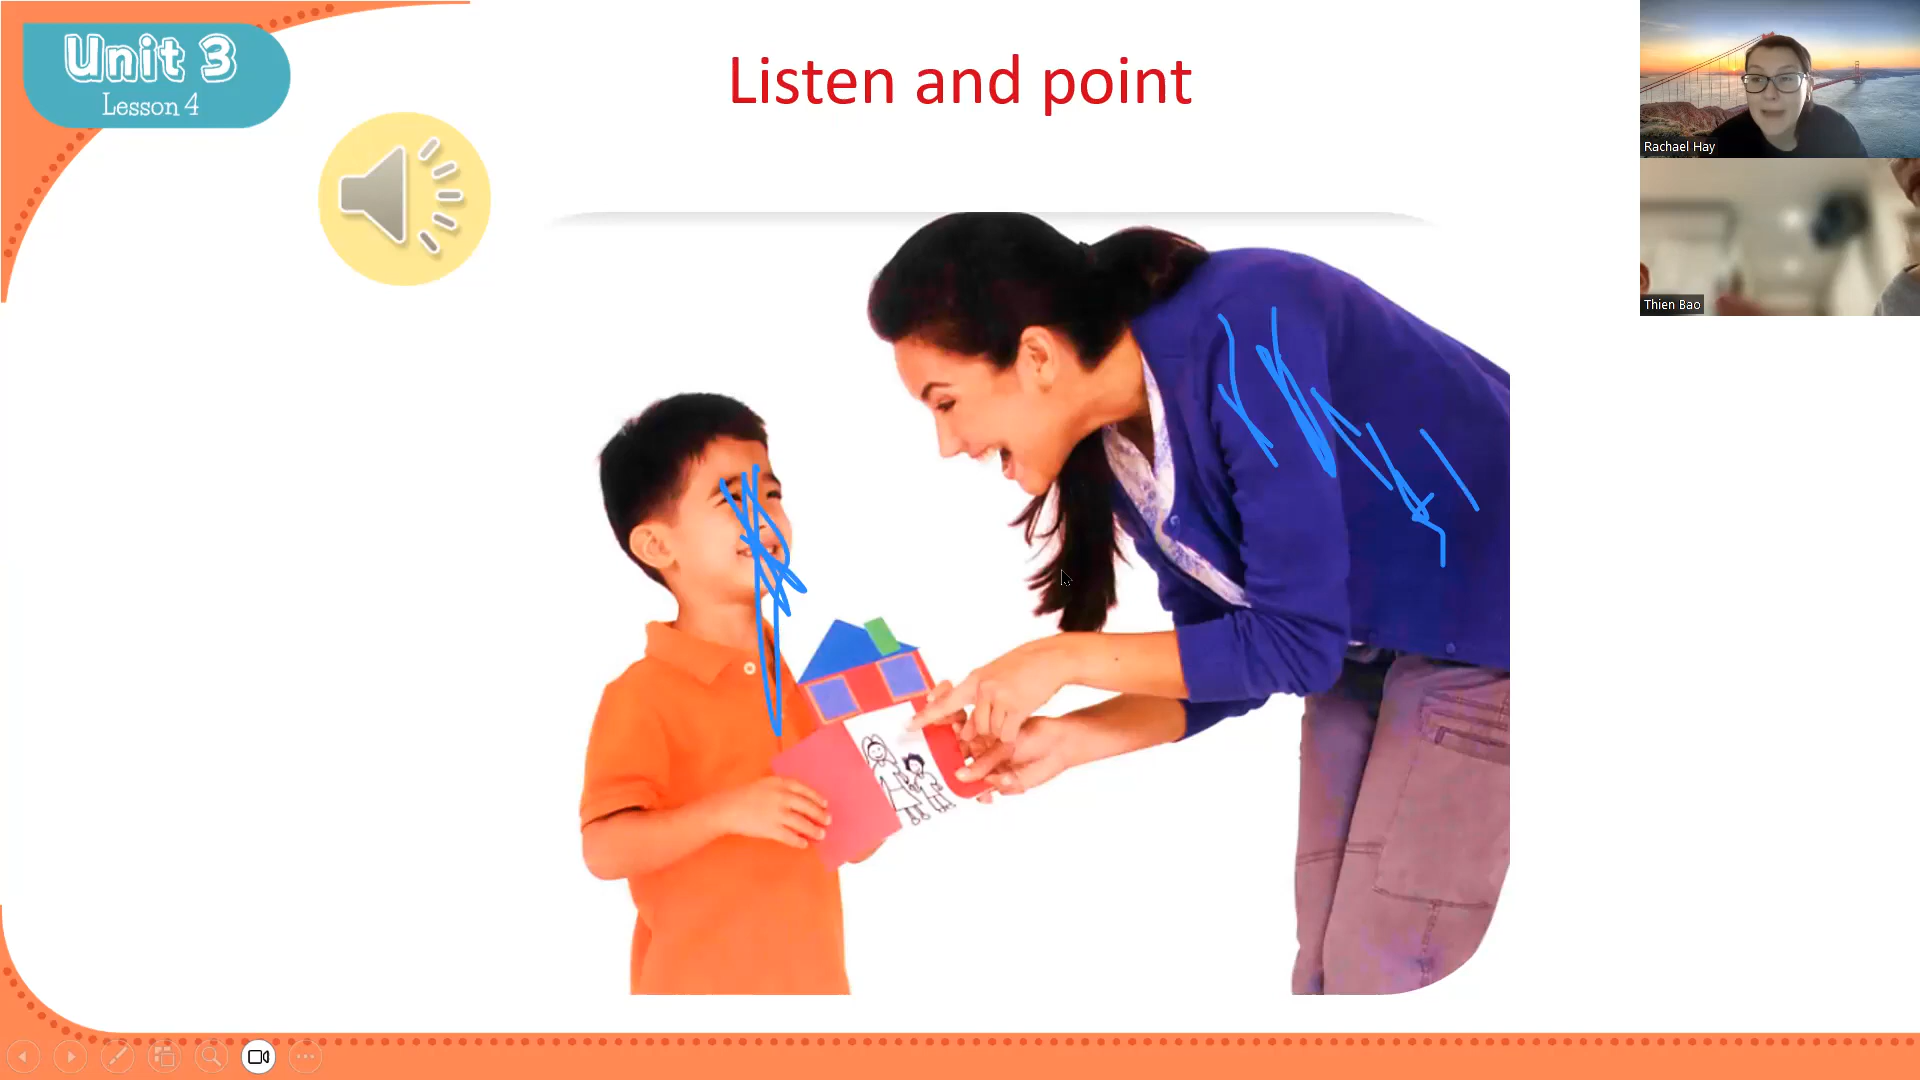 Unit 3
Lesson 4
Listen and point
Rachael Hay
Thien Bao